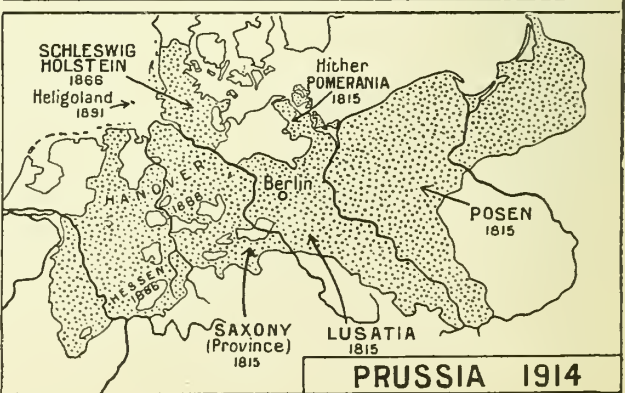 SCHLESWIG
HOLSTEIN
1866
Heligoland
1891
Hither
POMERANIA
1815
HANOVER
1866
Berlin
POSEN
1815
HESSEN
1866
SAXONY
(Province)
1815
LUSATIA
1815
PRUSSIA 1914